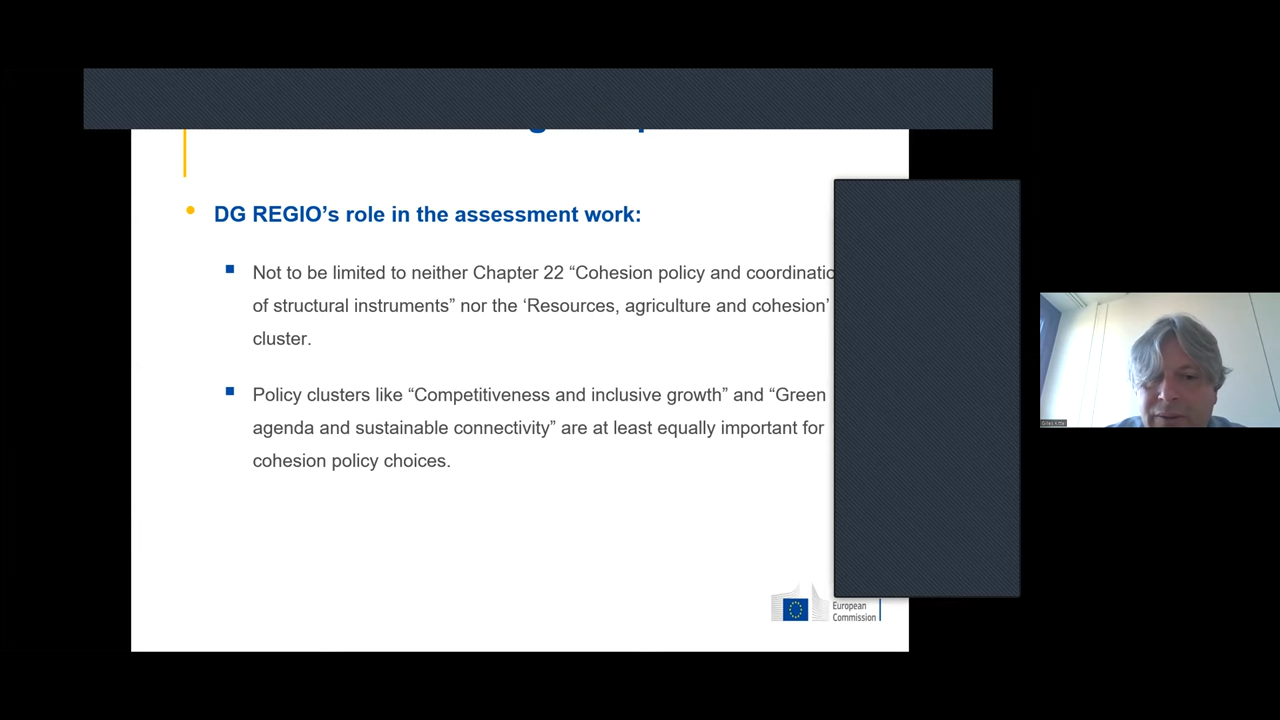 DG REGIO’s role in the assessment work:
Not to be limited to neither Chapter 22 “Cohesion policy and coordinatio
of structural instruments” nor the ‘Resources, agriculture and cohesion’
cluster.
Policy clusters like “Competitiveness and inclusive growth” and “Green
agenda and sustainable connectivity” are at least equally important for
cohesion policy choices.
European
Commission